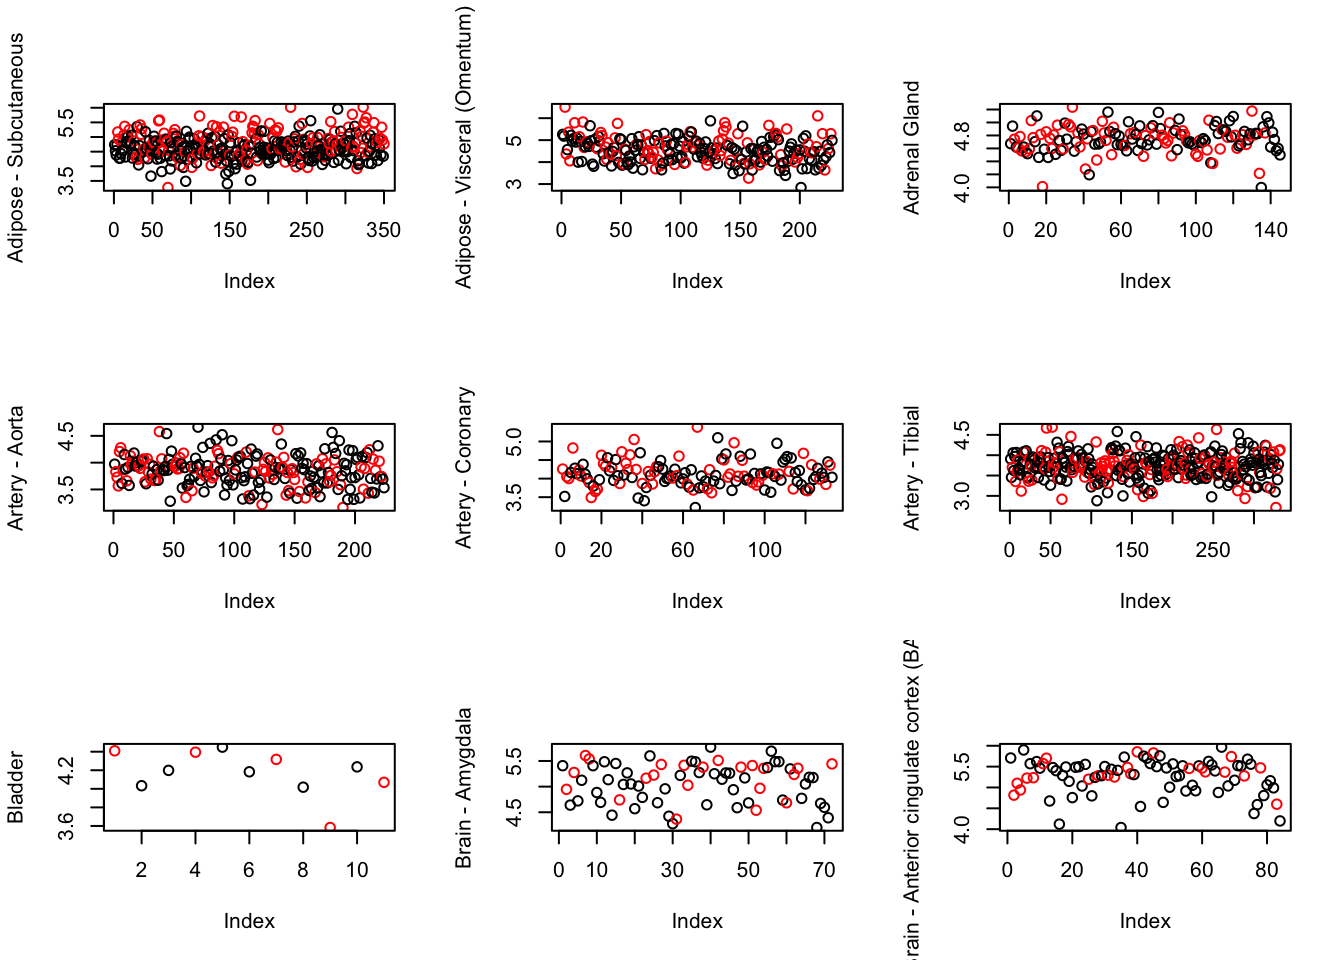 Adipose - Subcutaneous
3.5 5.5
0 50 150 250 350
Index
Adipose - Visceral (Omentum)
3 5
0 50 100 150 200
Index
Adrenal Gland
4.0 4.8
0 20 60 100 140
Index
Artery - Aorta
3.5 4.5
0 50 100 150 200
Index
Artery - Coronary
3.5 5.0
0 20 60 100
Index
Artery - Tibial
3.0 4.5
0 50 150 250
Index
Bladder
3.6 4.2
2 4 6 8 10
Index
Brain - Amygdala
4.5 5.5
0 10 30 50 70
Index
rain - Anterior cingulate cortex (BA
4.0 5.5
0 20 40 60 80
Index